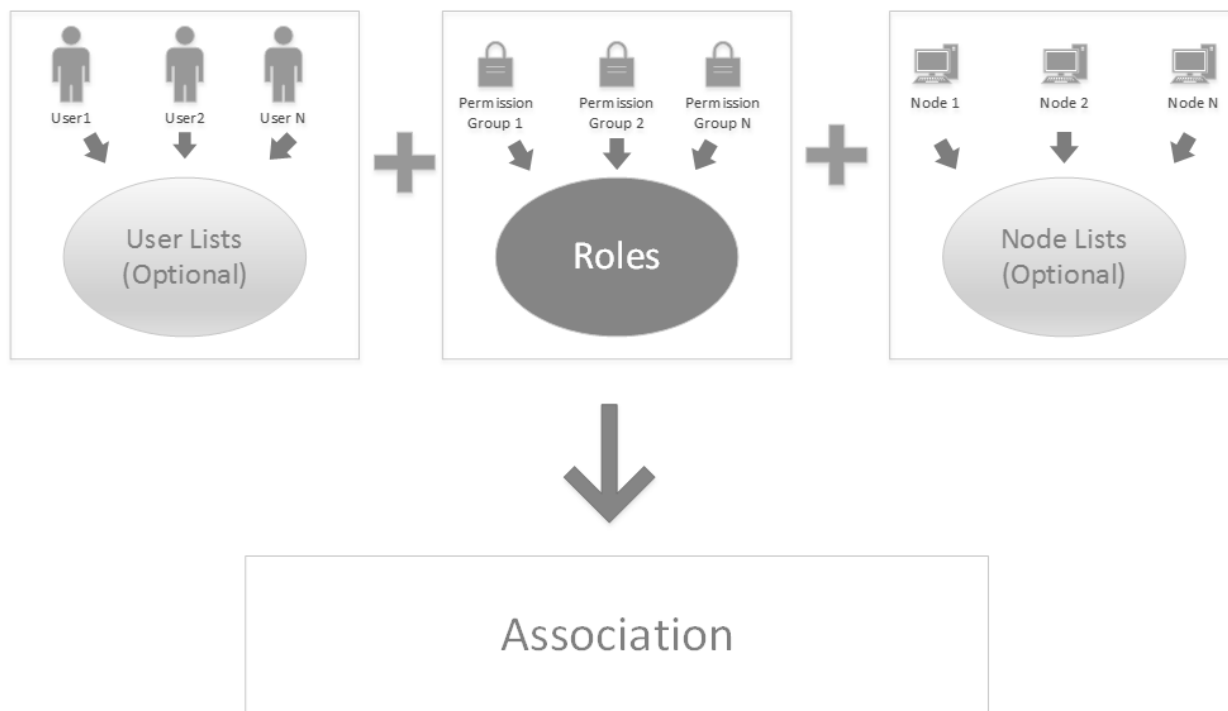 User1
User2
User N
User Lists
(Optional)
Permission
Group 1
Permission
Group 2
Permission
Group N
Roles
Node 1
Node 2
Node N
Node Lists
(Optional)
Association